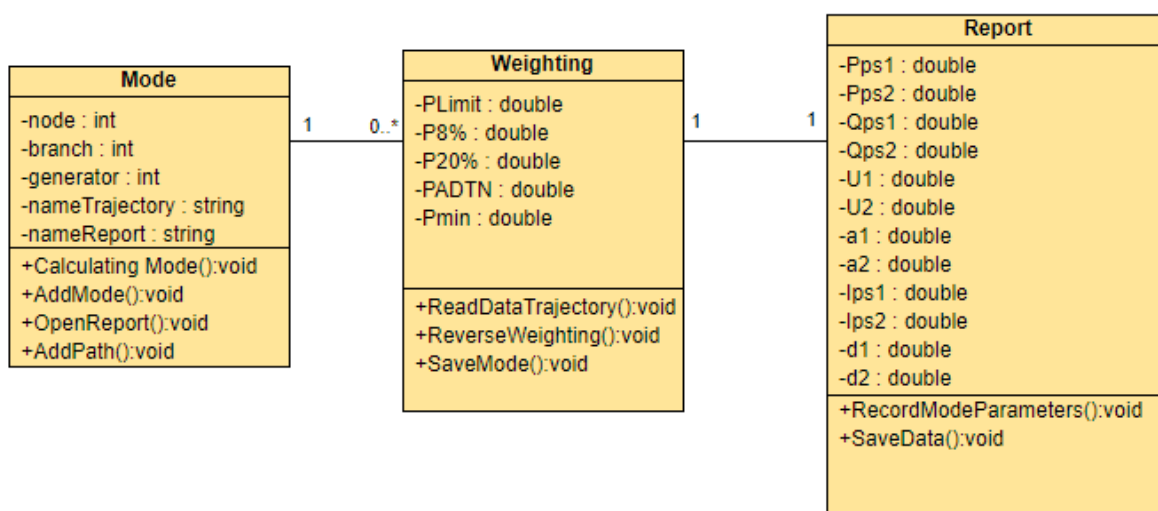 Mode
-node : int
-branch : int
-generator : int
-nameTrajectory : string
-nameReport : string
+Calculating Mode():void
+AddMode():void
+OpenReport():void
+AddPath():void
1
0..*
Weighting
-PLimit : double
-P8% : double
-P20% : double
-PADTN : double
-Pmin : double
+ReadDataTrajectory():void
+ReverseWeighting():void
+SaveMode():void
1
1
Report
-Pps1 : double
-Pps2 : double
-Qps1 : double
-Qps2 : double
-U1 : double
-U2 : double
-a1 : double
-a2 : double
-Ips1 : double
-Ips2 : double
-d1 : double
-d2 : double
+RecordModeParameters():void
+SaveData():void